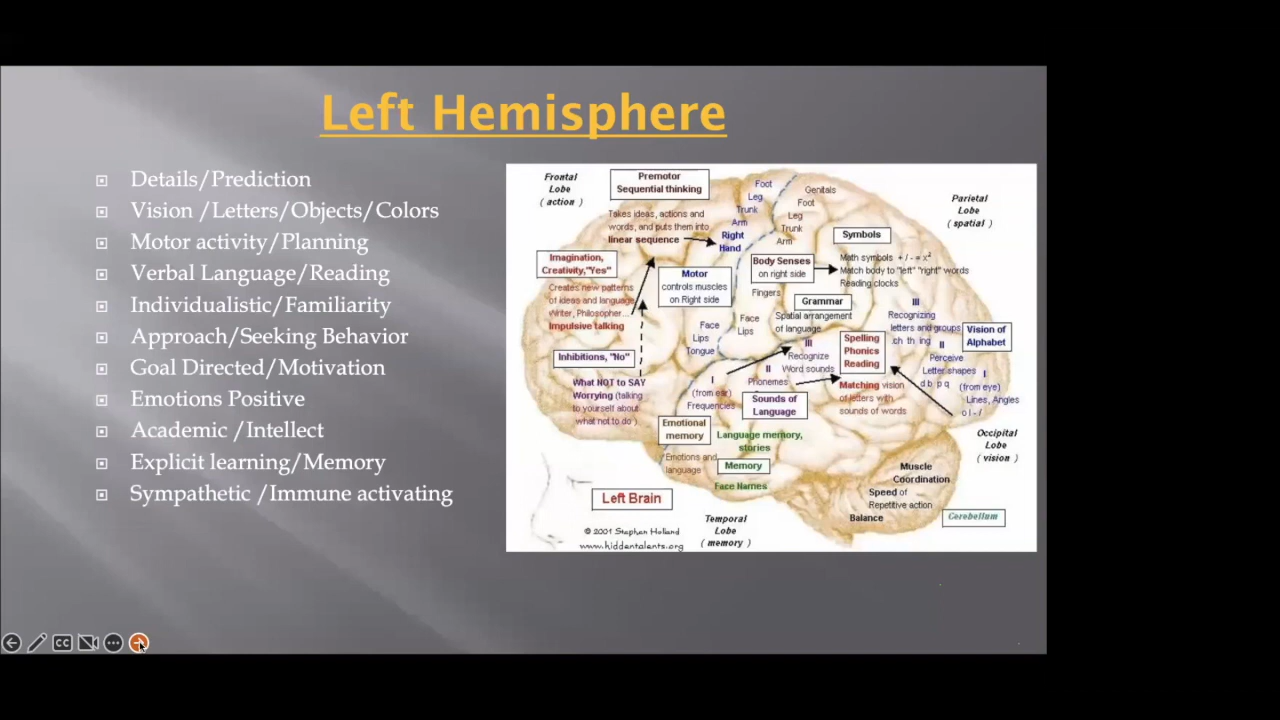 Left Hemisphere
Details/Prediction
Vision /Letters/Objects/Colors
Motor activity/Planning
Verbal Language/Reading
Individualistic/Familiarity
Approach/Seeking Behavior
Goal Directed/Motivation
Emotions Positive
Academic /Intellect
Explicit learning/Memory
Sympathetic /Immune activating
Frontal
Lobe
( action )
Premotor
Sequential thinking
Takes ideas, actions and
words, and puts them into
linear sequence
Imagination,
Creativity,"Yes"
Creates new patterns
of ideas and language
Writer, Philosopher...
Impulsive talking
Inhibitions, "No"
What NOT to SAY
Worrying (talking
to yourself about
what not to do )
Foot
Leg
Trunk
Arm
Right
Hand
Motor
controls muscles
on Right side
Face
Lips
Tongue
Genitals
Foot
Leg
Trunk
Arm
Body Senses
on right side
Fingers
Face
Lips
Parietal
Lobe
( spatial )
Symbols
Math symbols + / - = x²
Match body to "left" "right" words
Reading clocks
Grammar
Spatial arrangement
of language
III
Recognize
Word sounds
II
Phonemes
I
(from ear)
Frequencies
Sounds of
Language
Spelling
Phonics
Reading
Matching vision
of letters with
sounds of words
III
Recognizing
letters and groups
.ch th ing
II
Perceive
Letter shapes
d b p q
Vision of
Alphabet
I
(from eye)
Lines, Angles
o l - /
Occipital
Lobe
( vision )
Emotional
memory
Emotions and
language
Language memory,
stories
Memory
Face Names
Left Brain
© 2001 Stephen Holland
www.hiddentalents.org
Temporal
Lobe
( memory )
Muscle
Coordination
Speed of
Repetitive action
Balance
Cerebellum
CC